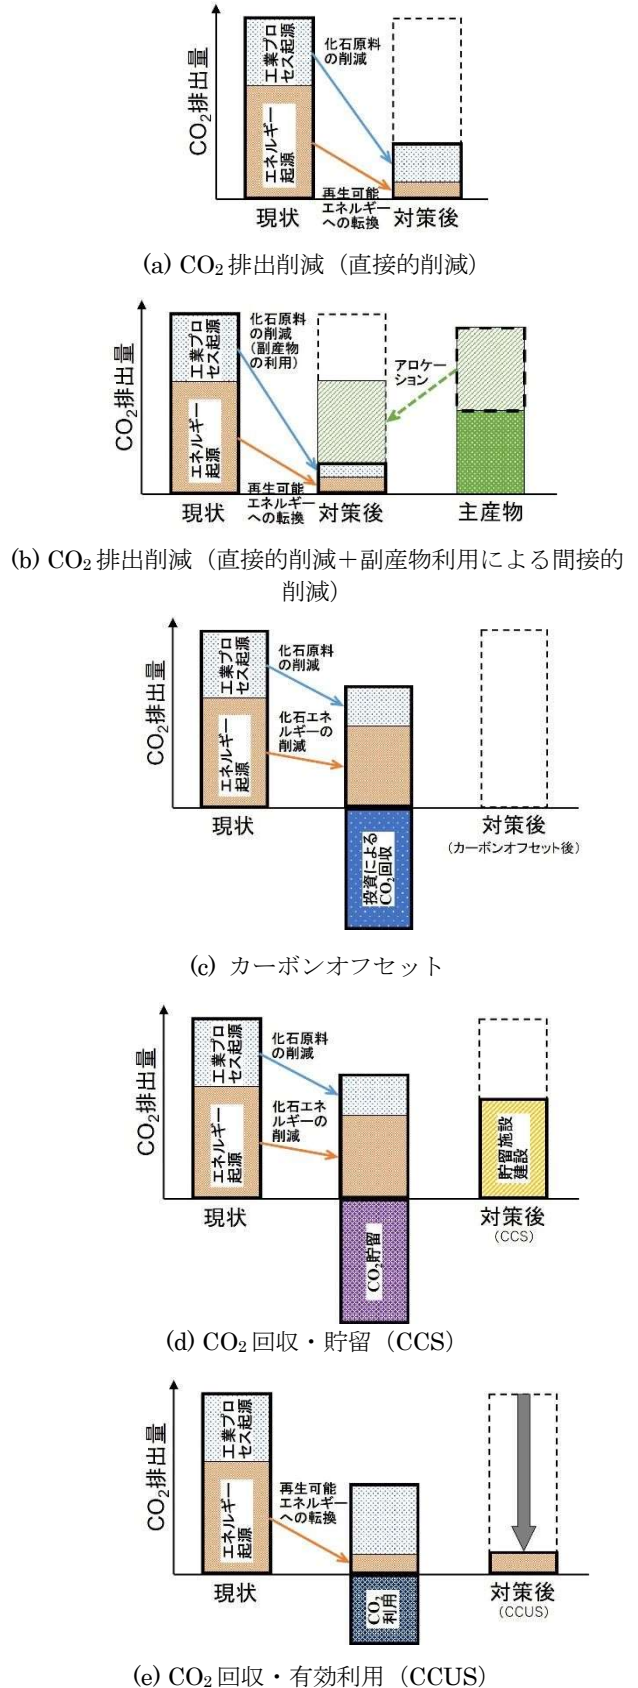 CO2排出量
工業プロ
セス起源
エネルギー
起源
化石原料
の削減
再生可能
エネルギー
への転換
現状
対策後
(a) CO2 排出削減（直接的削減）
CO2排出量
工業プロ
セス起源
エネルギー
起源
化石原料
の削減
(副産物
の利用)
再生可能
エネルギー
への転換
アロケー
ション
現状
対策後
主産物
(b) CO2 排出削減（直接的削減＋副産物利用による間接的
削減）
CO2排出量
工業プロ
セス起源
エネルギー
起源
化石原料
の削減
化石エネ
ルギーの
削減
投資による
CO2回収
現状
対策後
(カーボンオフセット後)
(c) カーボンオフセット
CO2排出量
工業プロ
セス起源
エネルギー
起源
化石原料
の削減
化石エネ
ルギーの
削減
CO2貯留
貯留施設
建設
現状
対策後
(CCS)
(d) CO2 回収・貯留（CCS）
CO2排出量
工業プロ
セス起源
エネルギー
起源
再生可能
エネルギー
への転換
CO2
利用
現状
対策後
(CCUS)
(e) CO2 回収・有効利用（CCUS）